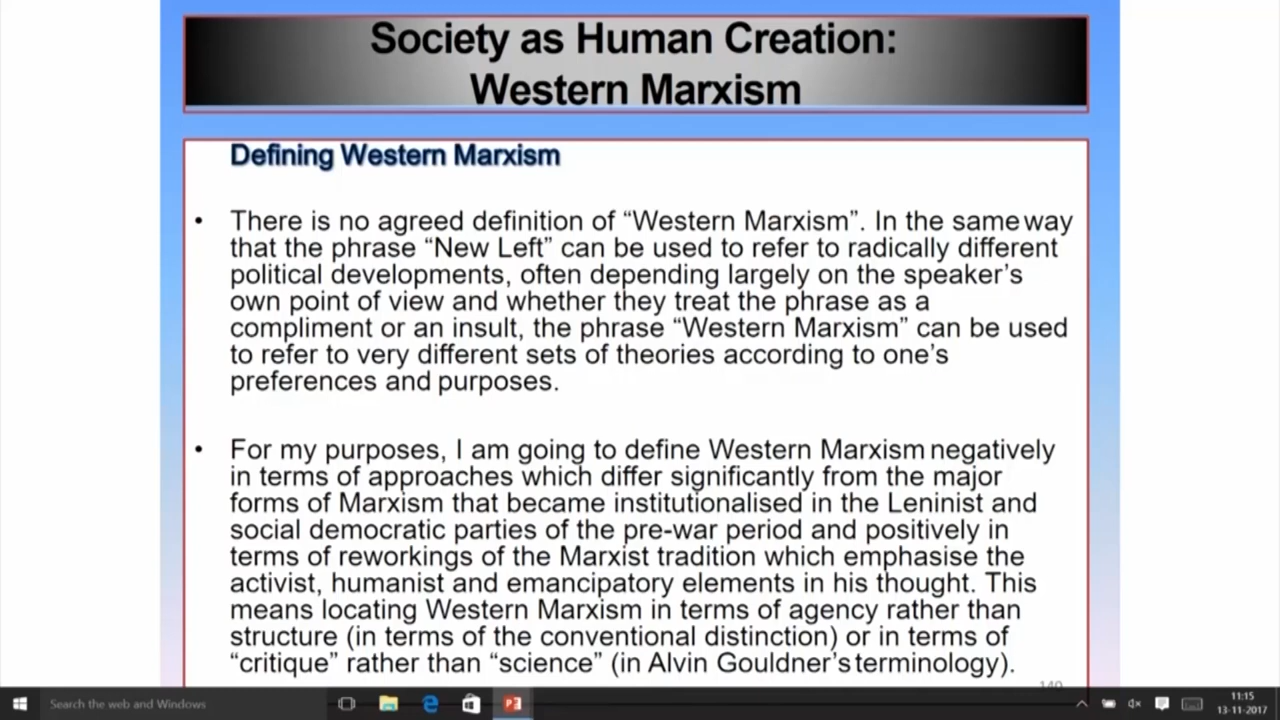 Society as Human Creation:
Western Marxism
Defining Western Marxism
• There is no agreed definition of “Western Marxism”. In the same way
that the phrase “New Left” can be used to refer to radically different
political developments, often depending largely on the speaker’s
own point of view and whether they treat the phrase as a
compliment or an insult, the phrase “Western Marxism” can be used
to refer to very different sets of theories according to one’s
preferences and purposes.
• For my purposes, I am going to define Western Marxism negatively
in terms of approaches which differ significantly from the major
forms of Marxism that became institutionalised in the Leninist and
social democratic parties of the pre-war period and positively in
terms of reworkings of the Marxist tradition which emphasise the
activist, humanist and emancipatory elements in his thought. This
means locating Western Marxism in terms of agency rather than
structure (in terms of the conventional distinction) or in terms of
“critique” rather than “science” (in Alvin Gouldner’s terminology).
140
Search the web and Windows
11:15
13-11-2017